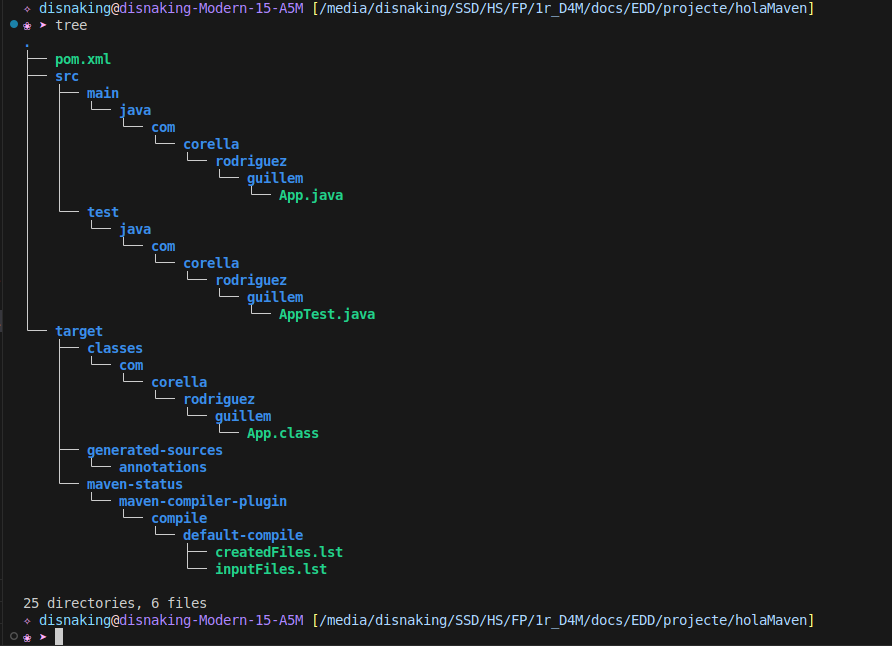 ✧ disnaking@disnaking-Modern-15-A5M [/media/disnaking/SSD/HS/FP/1r_D4M/docs/EDD/projecte/holaMaven]
❀ ➤ tree
.
├── pom.xml
├── src
│   ├── main
│   │   └── java
│   │       └── com
│   │           └── corella
│   │               └── rodriguez
│   │                   └── guillem
│   │                       └── App.java
│   └── test
│       └── java
│           └── com
│               └── corella
│                   └── rodriguez
│                       └── guillem
│                           └── AppTest.java
└── target
    ├── classes
    │   └── com
    │       └── corella
    │           └── rodriguez
    │               └── guillem
    │                   └── App.class
    ├── generated-sources
    │   └── annotations
    └── maven-status
        └── maven-compiler-plugin
            └── compile
                └── default-compile
                    ├── createdFiles.lst
                    └── inputFiles.lst
25 directories, 6 files
✧ disnaking@disnaking-Modern-15-A5M [/media/disnaking/SSD/HS/FP/1r_D4M/docs/EDD/projecte/holaMaven]
❀ ➤